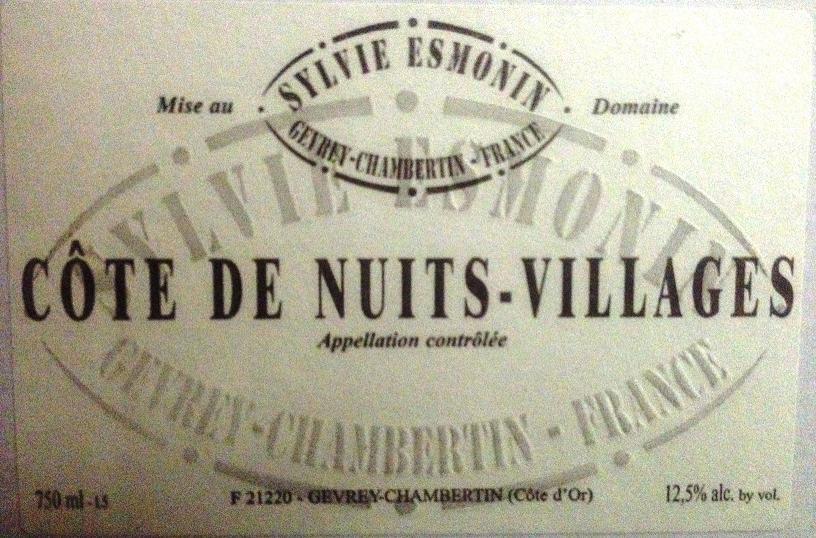 SYLVIE ESMONIN
Mise au
Domaine
GEVREY-CHAMBERTIN - FRANCE
SYLVIE ESMONIN
CÔTE DE NUITS-VILLAGES
Appellation contrôlée
GEVREY-CHAMBERTIN - FRANCE
750 ml - L5
F 21220 - GEVREY-CHAMBERTIN (Côte d'Or)
12,5% alc. by vol.